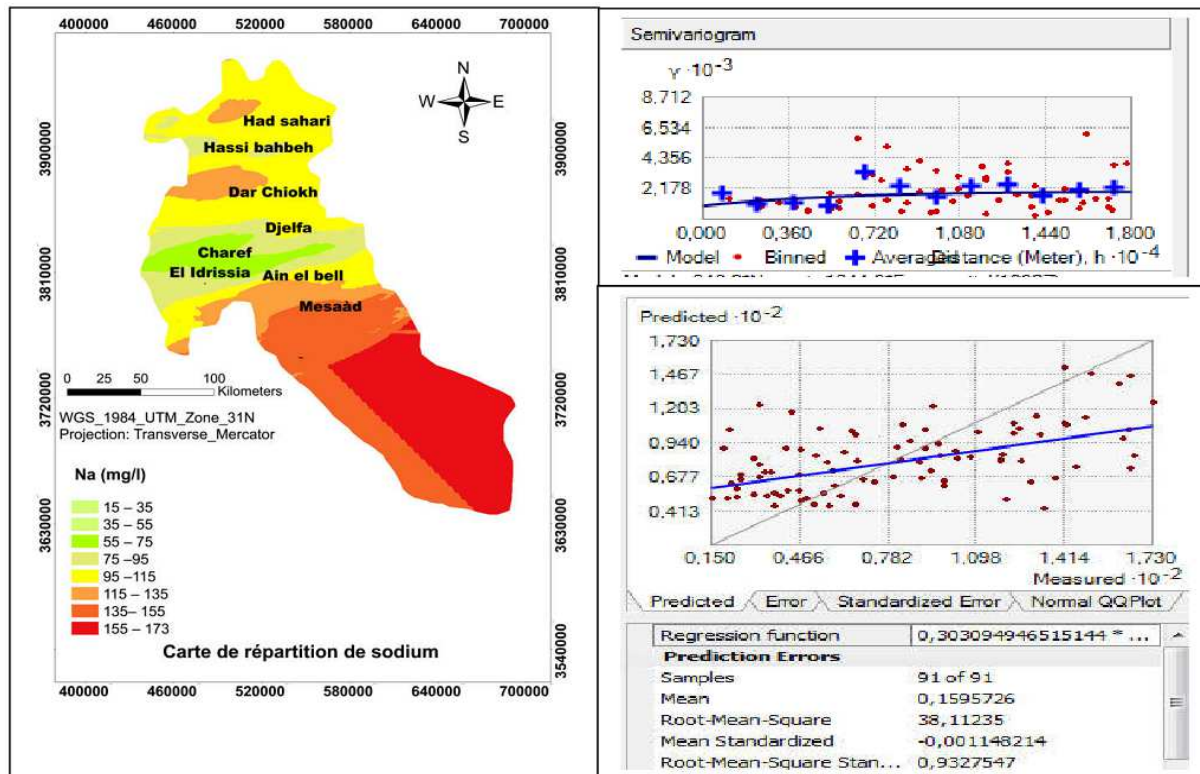 400000 460000 520000 580000 640000 700000
N
W E
S
3900000
3810000
3720000
3630000
3900000
3810000
3720000
3630000
3540000
Had sahari
Hassi bahbeh
Dar Chiokh
Djelfa
Charef
El Idrissia Ain el bell
Mesaàd
0 25 50 100
Kilometers
WGS_1984_UTM_Zone_31N
Projection: Transverse_Mercator
Na (mg/l)
15 – 35
35 – 55
55 – 75
75 –95
95 –115
115 – 135
135– 155
155 – 173
Carte de répartition de sodium
400000 460000 520000 580000 640000 700000
Semivariogram
γ ·10⁻³
8.712
6.534
4.356
2.178
0,000 0,360 0,720 1,080 1,440 1,800
Model Binned Averaged Distance (Meter), h ·10⁻⁴
Predicted ·10⁻²
1,730
1,467
1,203
0,940
0,677
0,413
0,150 0,466 0,782 1,098 1,414 1,730
Measured ·10⁻²
Predicted Error Standardized Error Normal QQPlot
Regression function 0,303094946515144 * ...
Prediction Errors
Samples 91 of 91
Mean 0,1595726
Root-Mean-Square 38,11235
Mean Standardized -0,001148214
Root-Mean-Square Stan... 0,9327547